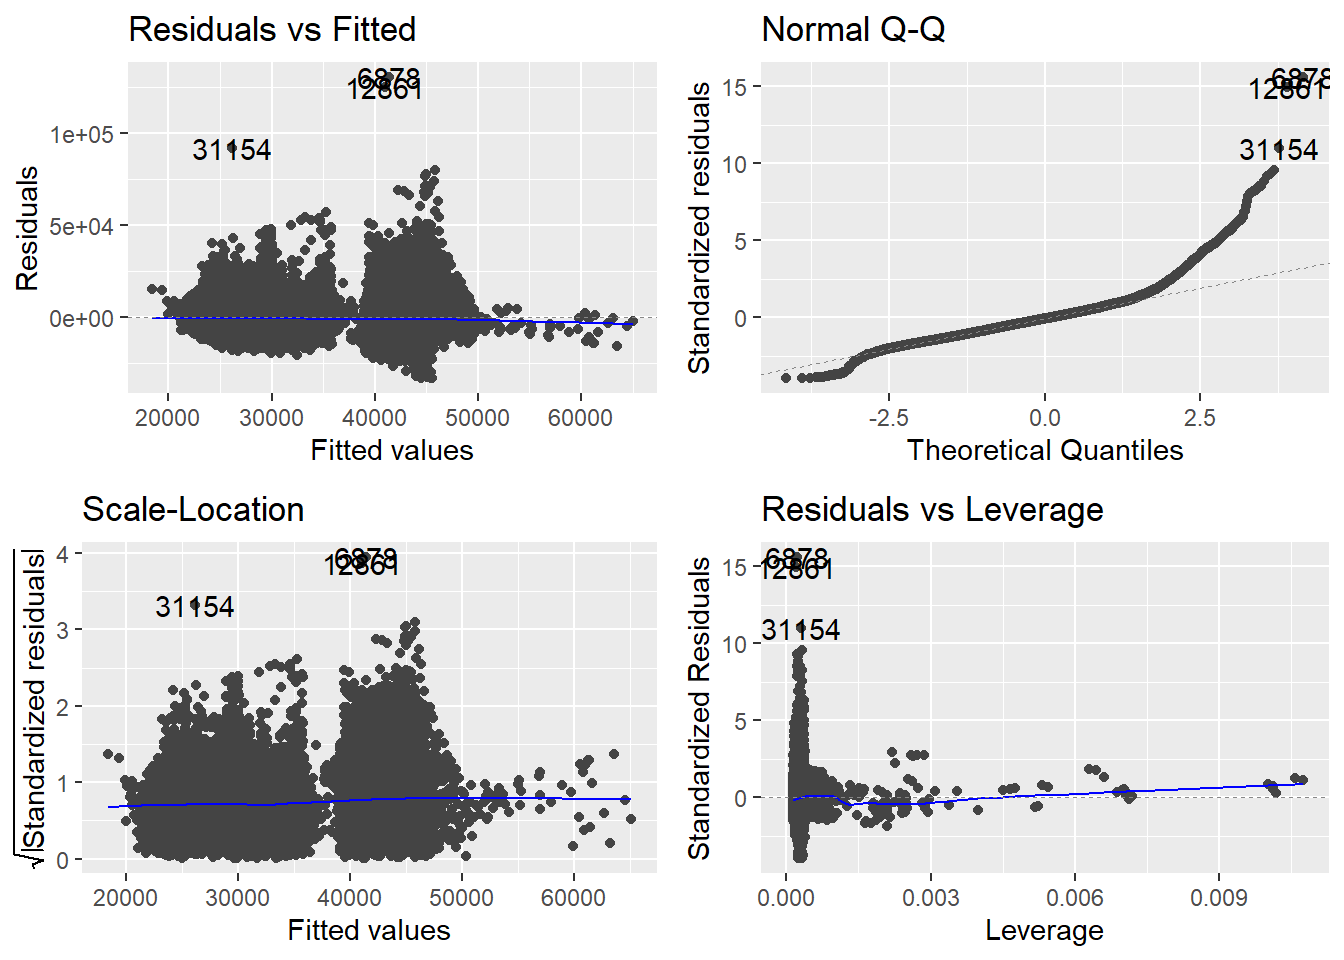 Residuals vs Fitted
Residuals
1e+05
5e+04
0e+00
6878
12861
31154
20000 30000 40000 50000 60000
Fitted values
Normal Q-Q
Standardized residuals
15
10
5
0
6878
12861
31154
-2.5 0.0 2.5
Theoretical Quantiles
Scale-Location
√|Standardized residuals|
4
3
2
1
0
6878
12861
31154
20000 30000 40000 50000 60000
Fitted values
Residuals vs Leverage
Standardized Residuals
15
10
5
0
6878
12861
31154
0.000 0.003 0.006 0.009
Leverage